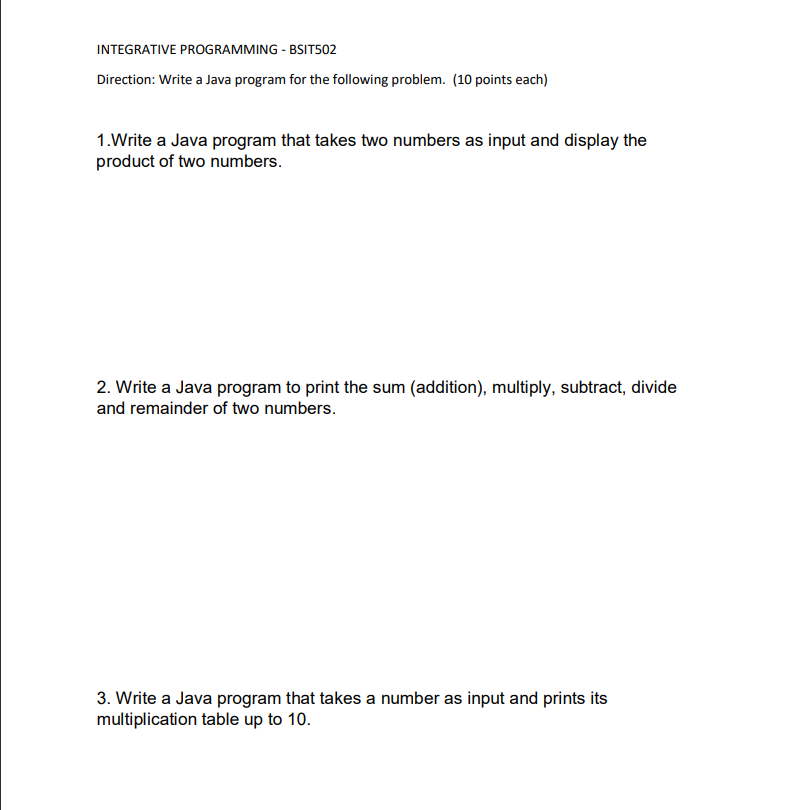 INTEGRATIVE PROGRAMMING - BSIT502
Direction: Write a Java program for the following problem. (10 points each)
1.Write a Java program that takes two numbers as input and display the
product of two numbers.
2. Write a Java program to print the sum (addition), multiply, subtract, divide
and remainder of two numbers.
3. Write a Java program that takes a number as input and prints its
multiplication table up to 10.